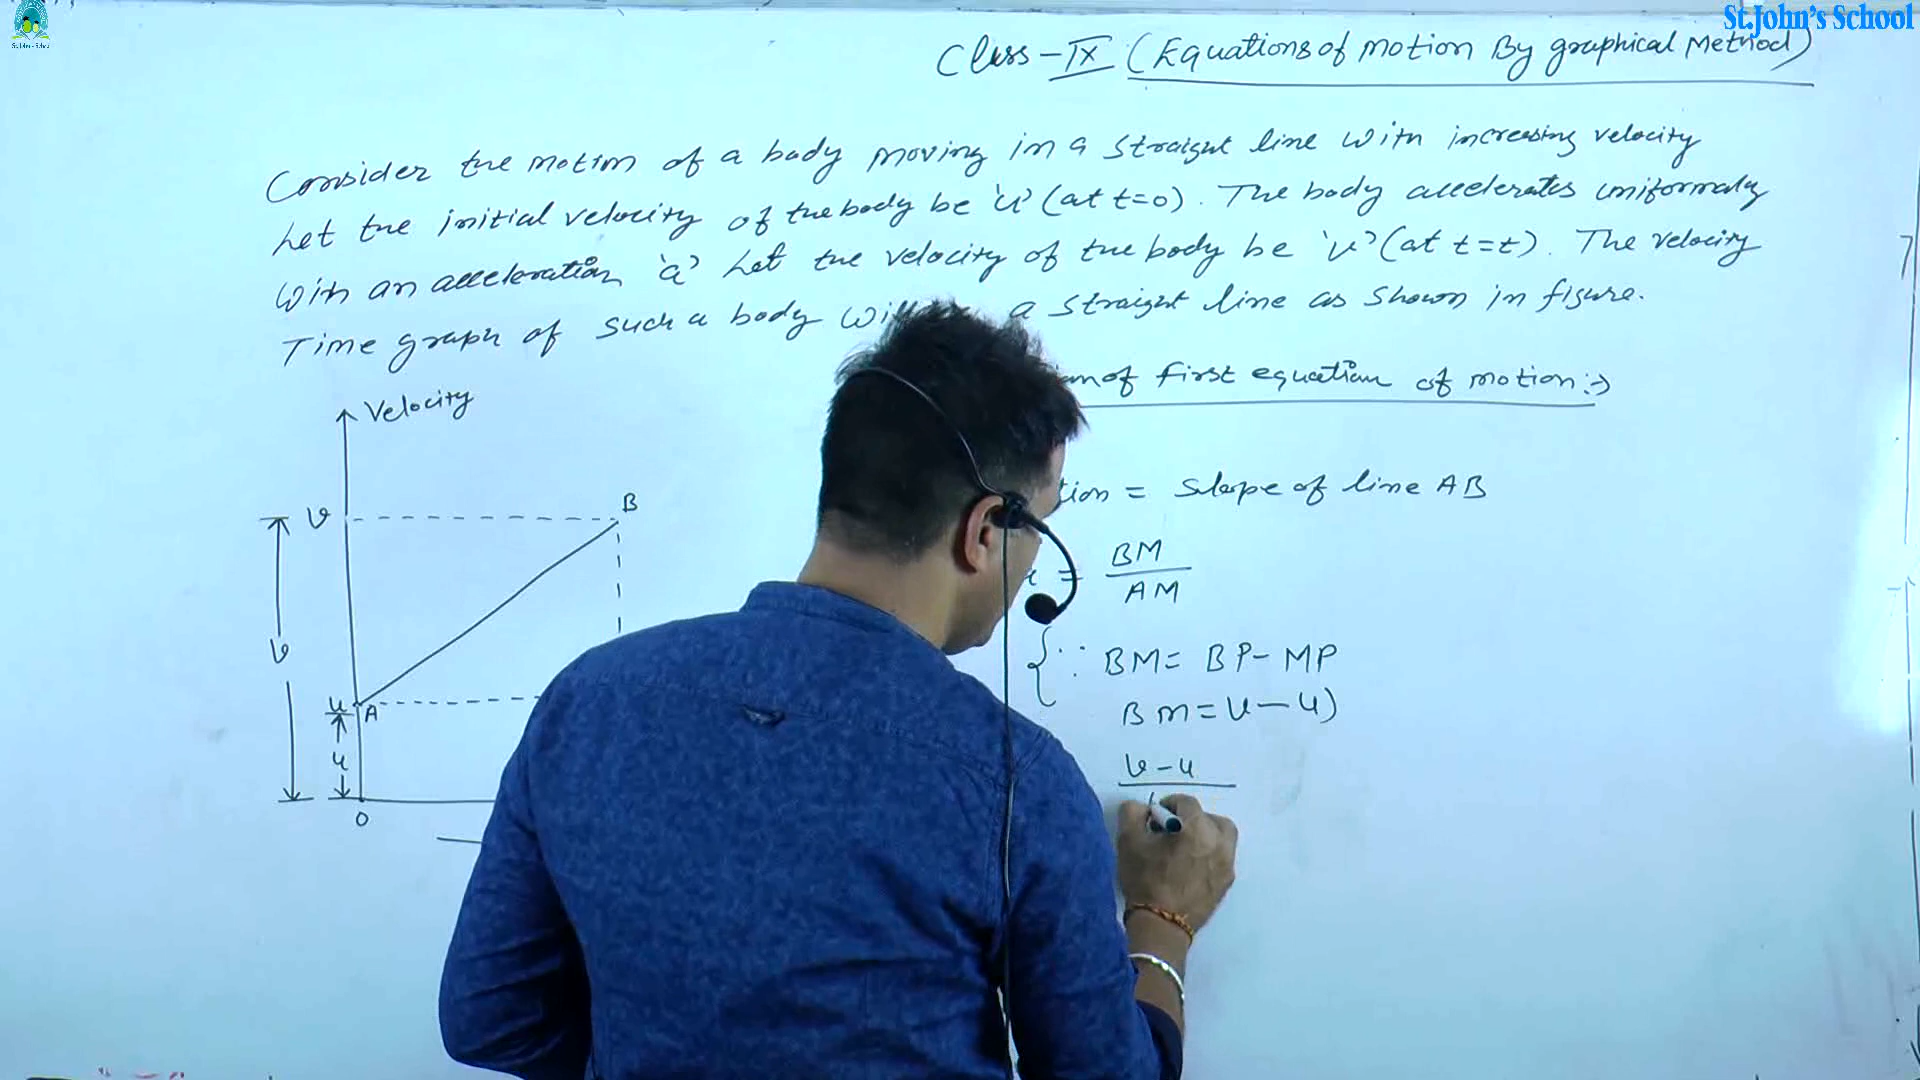 St.John's School
Class-IX (Equations of Motion By graphical Method)
Consider the motion of a body moving in a straight line with increasing velocity
Let the initial velocity of the body be 'u' (at t=0). The body accelerates uniformaly
with an acceleration 'a' Let the velocity of the body be 'v' (at t=t). The velocity
Time graph of such a body will a straight line as shown in figure.
of first equation of motion:-)
Velocity
tion = Slope of line AB
B
v
= BM
AM
v
{∵ BM = BP - MP
BM = v - u)
u
A
u
v - u
O